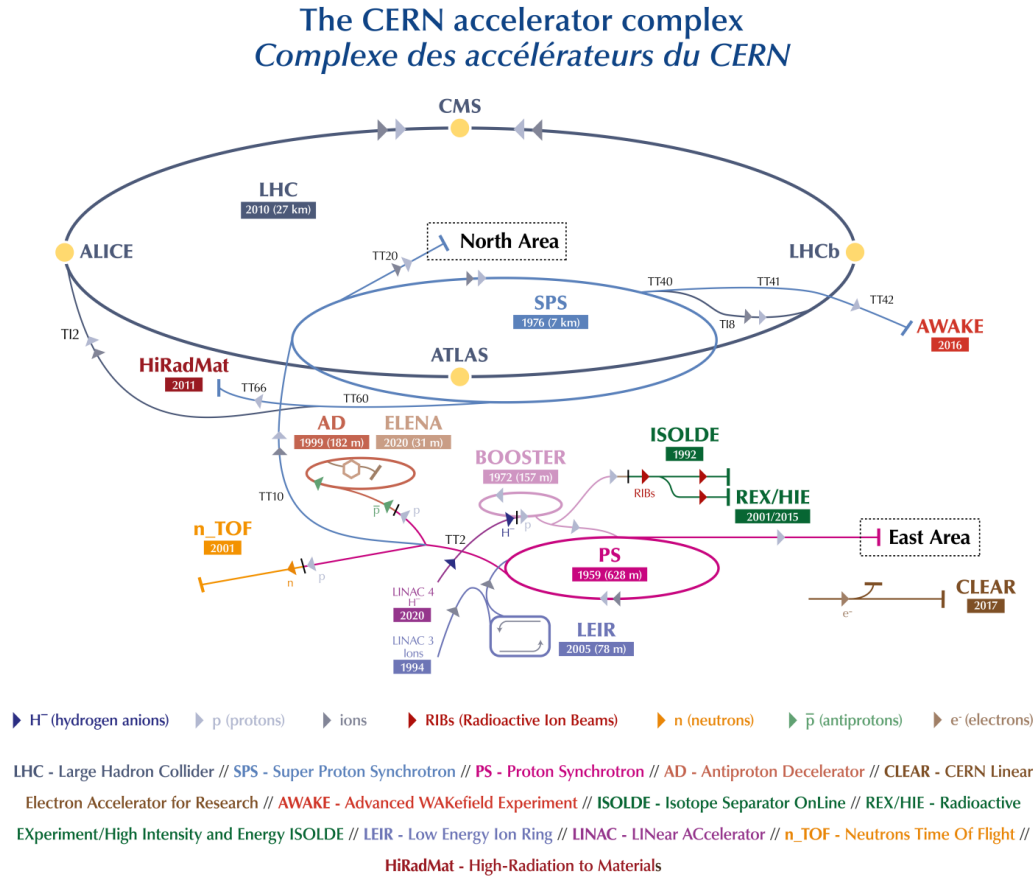 The CERN accelerator complex
Complexe des accélérateurs du CERN
CMS
LHC
2010 (27 km)
North Area
TT20
ALICE
LHCb
TT40
TT41
SPS
TT42
1976 (7 km)
TI8
TI2
AWAKE
2016
ATLAS
HiRadMat
2011
TT66
TT60
AD
ELENA
1999 (182 m)
2020 (31 m)
ISOLDE
1992
BOOSTER
1972 (157 m)
RIBs
REX/HIE
2001/2015
TT10
p̅
p
n_TOF
2001
H⁻
p
TT2
East Area
PS
1959 (628 m)
n
p
LINAC 4
H⁻
2020
CLEAR
2017
e⁻
LINAC 3
Ions
1994
LEIR
2005 (78 m)
H⁻ (hydrogen anions)
p (protons)
ions
RIBs (Radioactive Ion Beams)
n (neutrons)
p̅ (antiprotons)
e⁻ (electrons)
LHC - Large Hadron Collider // SPS - Super Proton Synchrotron // PS - Proton Synchrotron // AD - Antiproton Decelerator // CLEAR - CERN Linear
Electron Accelerator for Research // AWAKE - Advanced WAKefield Experiment // ISOLDE - Isotope Separator OnLine // REX/HIE - Radioactive
EXperiment/High Intensity and Energy ISOLDE // LEIR - Low Energy Ion Ring // LINAC - LINear ACcelerator // n_TOF - Neutrons Time Of Flight //
HiRadMat - High-Radiation to Materials